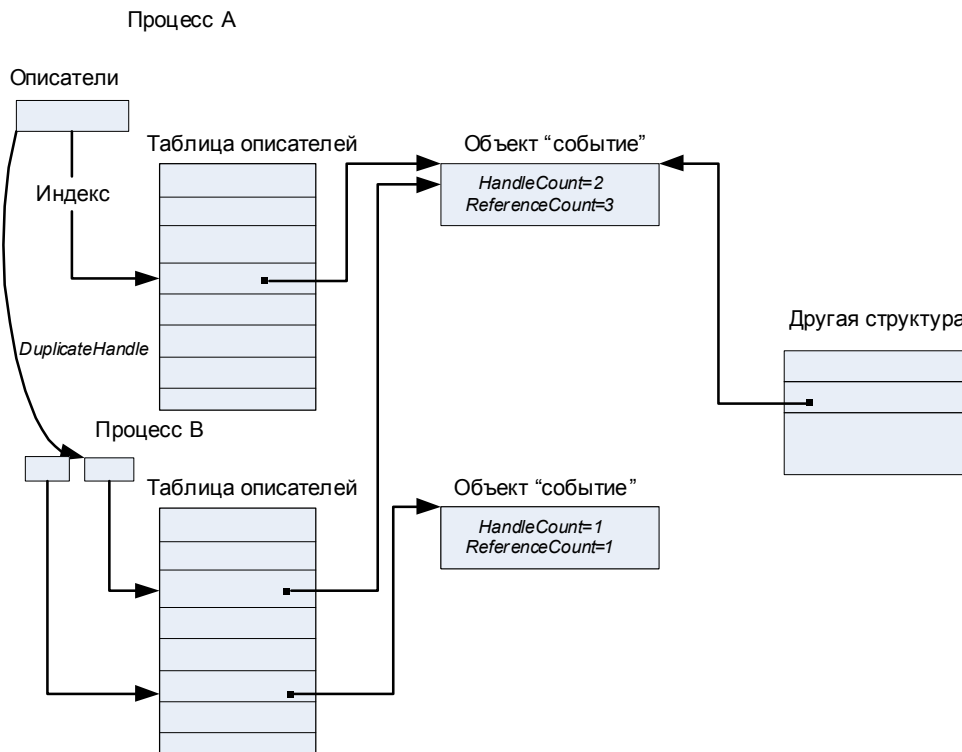 Процесс А
Описатели
Таблица описателей
Объект “событие”
HandleCount=2
ReferenceCount=3
Индекс
Другая структура
DuplicateHandle
Процесс В
Таблица описателей
Объект “событие”
HandleCount=1
ReferenceCount=1